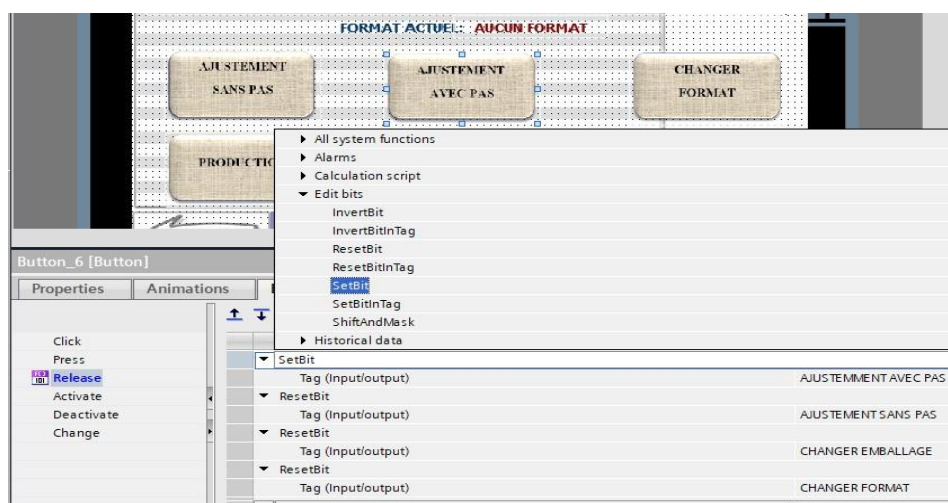 FORMAT ACTUEL: AUCUN FORMAT
AJUSTEMENT
SANS PAS
AJUSTEMENT
AVEC PAS
CHANGER
FORMAT
PRODUCTIO
All system functions
Alarms
Calculation script
Edit bits
InvertBit
InvertBitInTag
ResetBit
ResetBitInTag
SetBit
SetBitInTag
ShiftAndMask
Historical data
Button_6 [Button]
Properties Animations
Click
Press
Release
Activate
Deactivate
Change
SetBit
Tag (Input/output) AJUSTEMMENT AVEC PAS
ResetBit
Tag (Input/output) AJUSTEMENT SANS PAS
ResetBit
Tag (Input/output) CHANGER EMBALLAGE
ResetBit
Tag (Input/output) CHANGER FORMAT